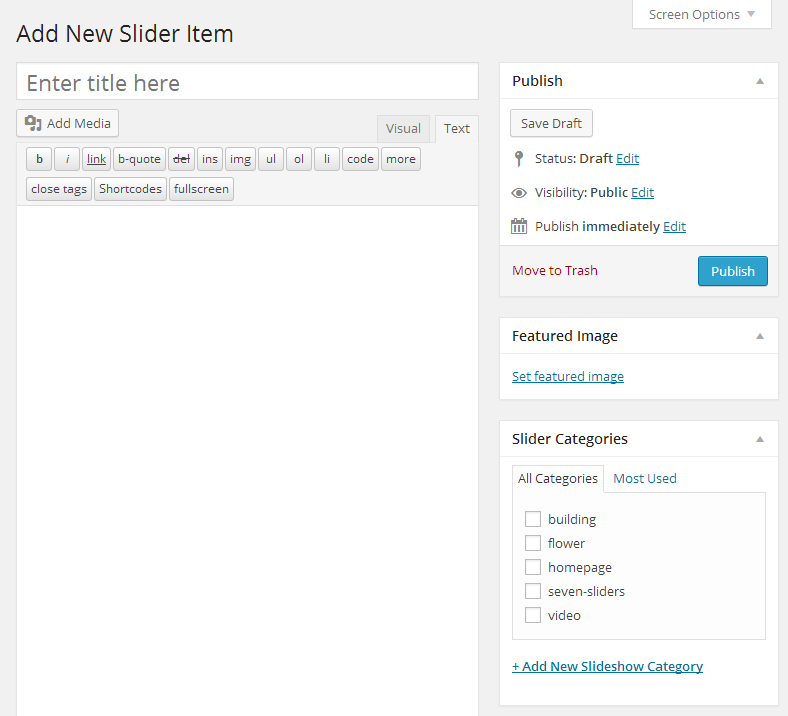 Screen Options
Add New Slider Item
Enter title here
Add Media
Visual Text
b i link b-quote del ins img ul ol li code more
close tags Shortcodes fullscreen
Publish
Save Draft
Status: Draft Edit
Visibility: Public Edit
Publish immediately Edit
Move to Trash Publish
Featured Image
Set featured image
Slider Categories
All Categories Most Used
building
flower
homepage
seven-sliders
video
+ Add New Slideshow Category